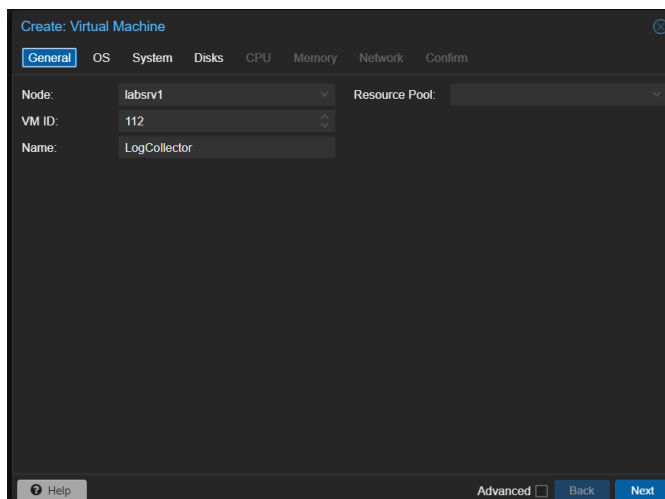 Create: Virtual Machine
General OS System Disks CPU Memory Network Confirm
Node: labsrv1 Resource Pool:
VM ID: 112
Name: LogCollector
Help Advanced Back Next